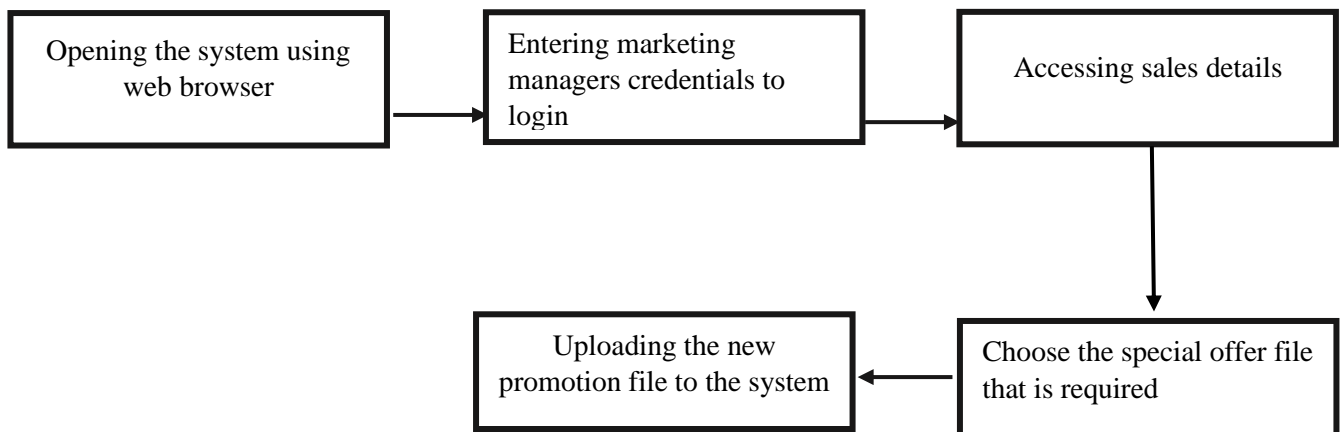 Opening the system using
web browser
Entering marketing
managers credentials to
login
Accessing sales details
Choose the special offer file
that is required
Uploading the new
promotion file to the system